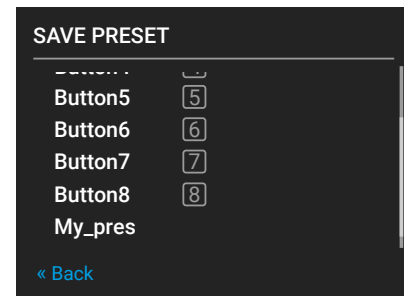 SAVE PRESET
Button5 5
Button6 6
Button7 7
Button8 8
My_pres
« Back